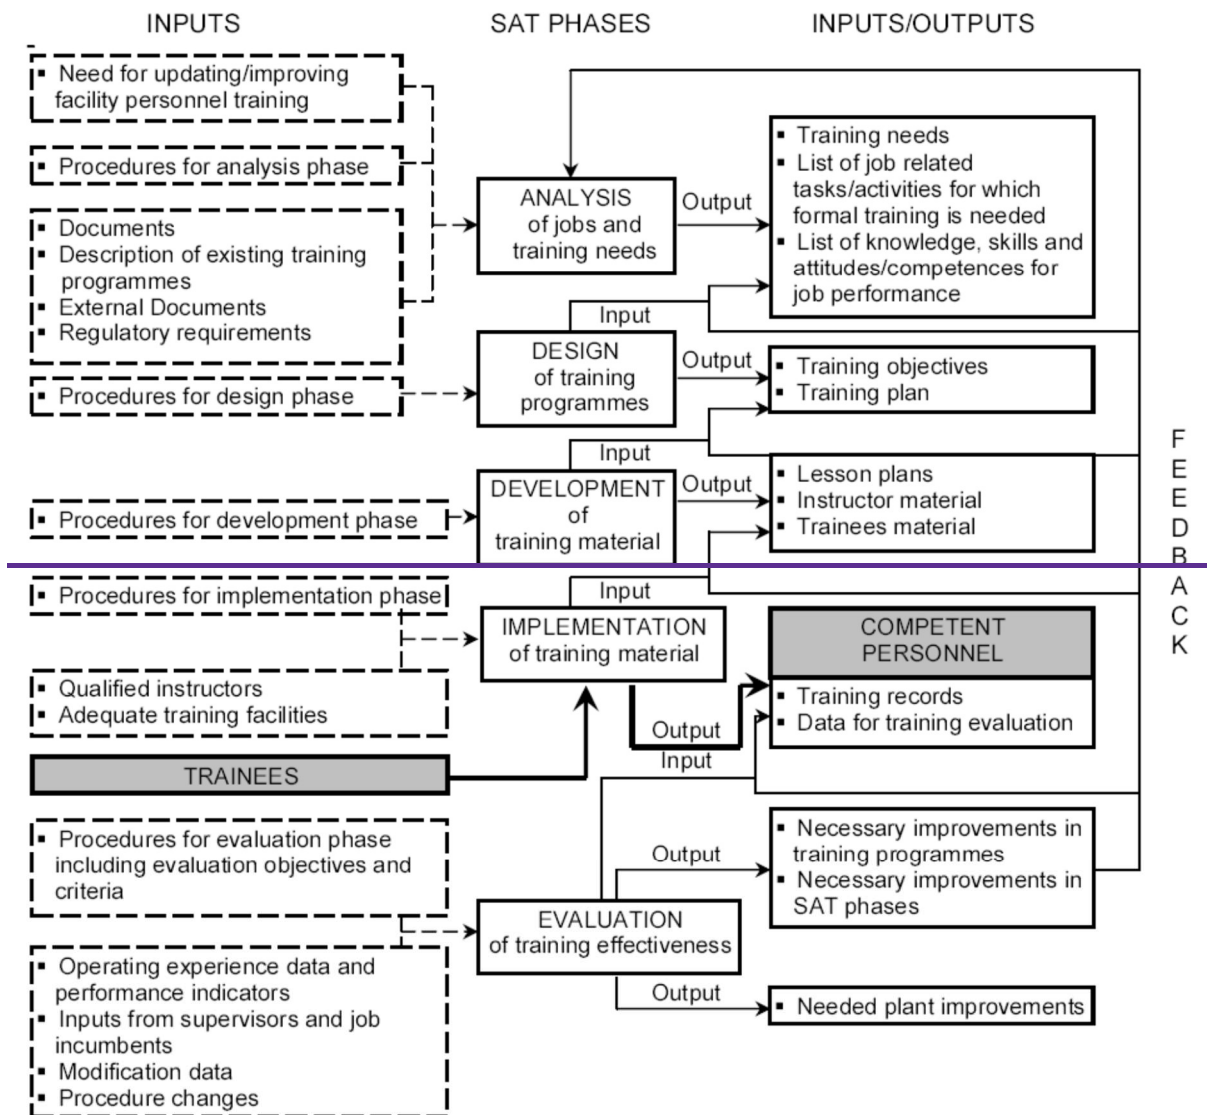 INPUTS
SAT PHASES
INPUTS/OUTPUTS
▪ Need for updating/improving
facility personnel training
▪ Procedures for analysis phase
▪ Documents
▪ Description of existing training
programmes
▪ External Documents
▪ Regulatory requirements
▪ Procedures for design phase
▪ Procedures for development phase
▪ Procedures for implementation phase
▪ Qualified instructors
▪ Adequate training facilities
TRAINEES
▪ Procedures for evaluation phase
including evaluation objectives and
criteria
▪ Operating experience data and
performance indicators
▪ Inputs from supervisors and job
incumbents
▪ Modification data
▪ Procedure changes
ANALYSIS
of jobs and
training needs
Output
Input
DESIGN
of training
programmes
Output
Input
DEVELOPMENT
of
training material
Output
Input
IMPLEMENTATION
of training material
Output
Input
Output
EVALUATION
of training effectiveness
Output
▪ Training needs
▪ List of job related
tasks/activities for which
formal training is needed
▪ List of knowledge, skills and
attitudes/competences for
job performance
▪ Training objectives
▪ Training plan
▪ Lesson plans
▪ Instructor material
▪ Trainees material
COMPETENT
PERSONNEL
▪ Training records
▪ Data for training evaluation
▪ Necessary improvements in
training programmes
▪ Necessary improvements in
SAT phases
▪ Needed plant improvements
F
E
E
D
B
A
C
K